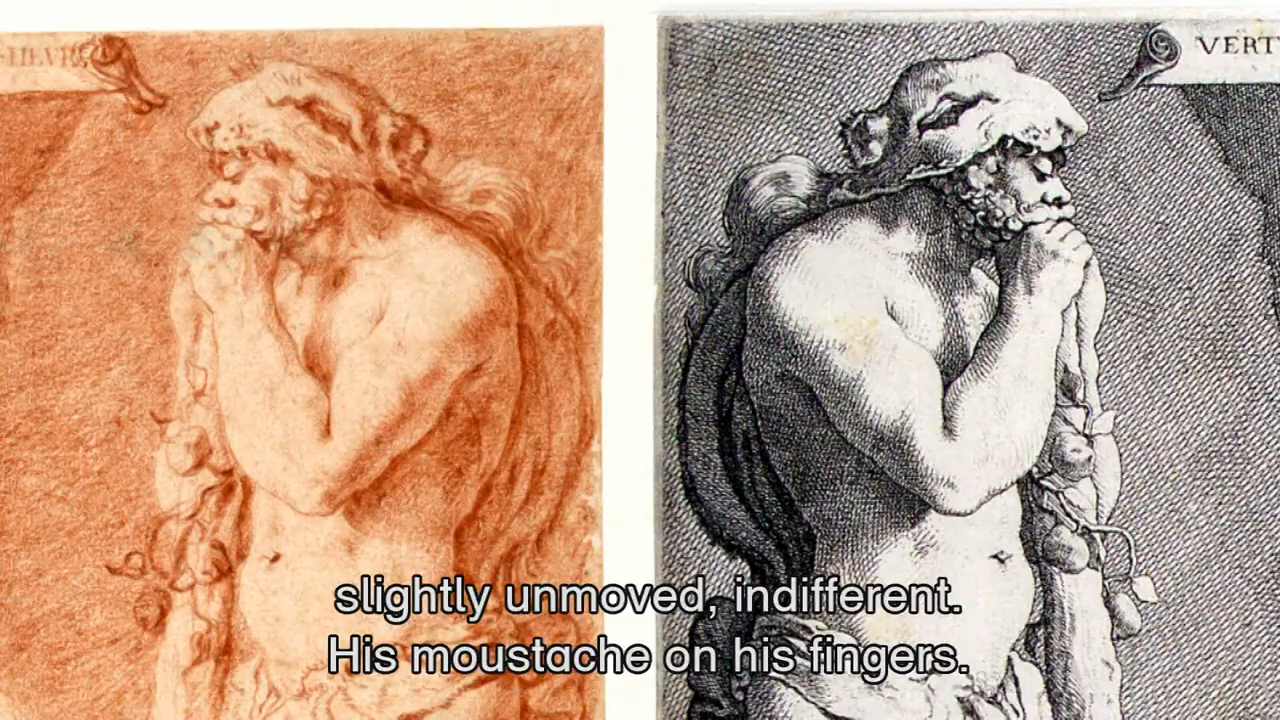 VERT
slightly unmoved, indifferent.
His moustache on his fingers.